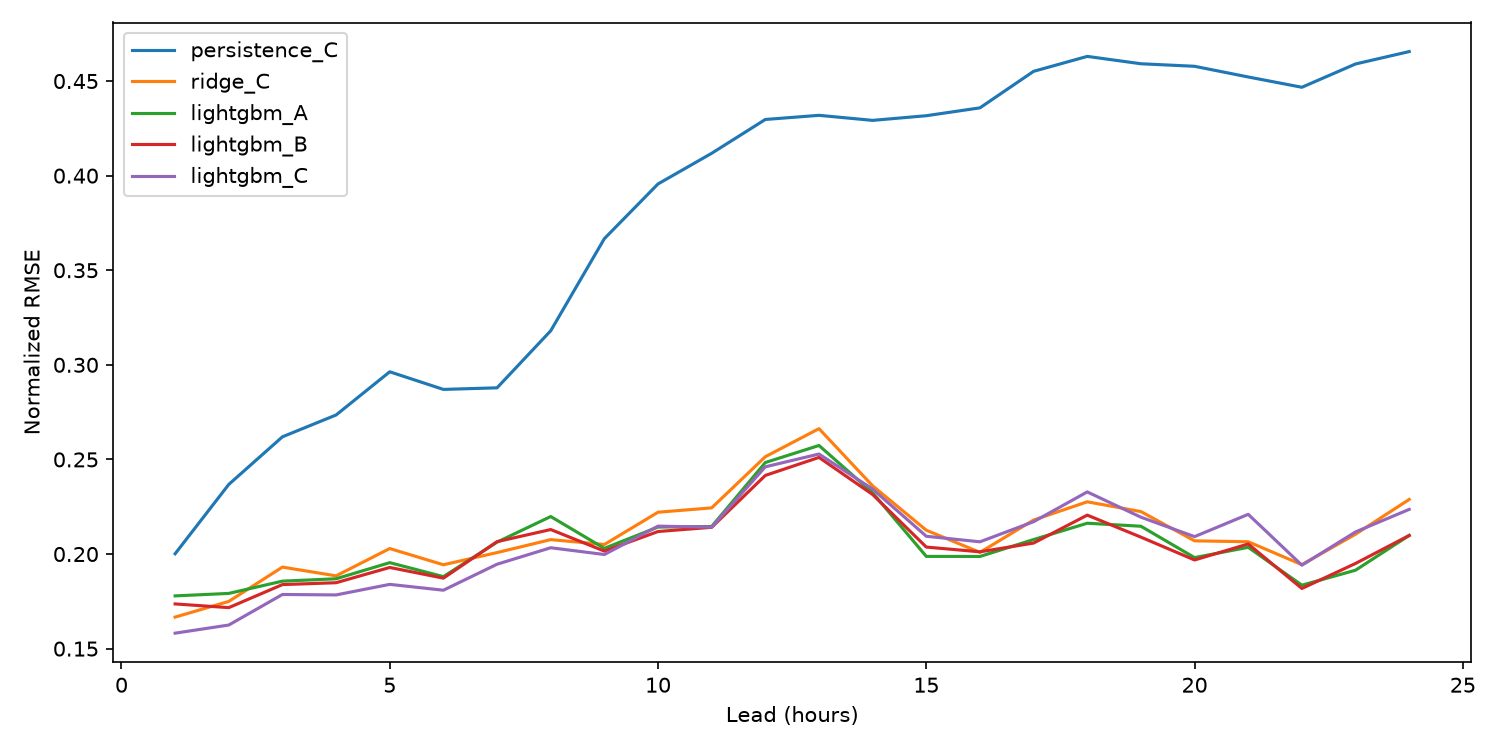 persistence_C
ridge_C
lightgbm_A
lightgbm_B
lightgbm_C
Normalized RMSE
0.45
0.40
0.35
0.30
0.25
0.20
0.15
0
5
10
15
20
25
Lead (hours)